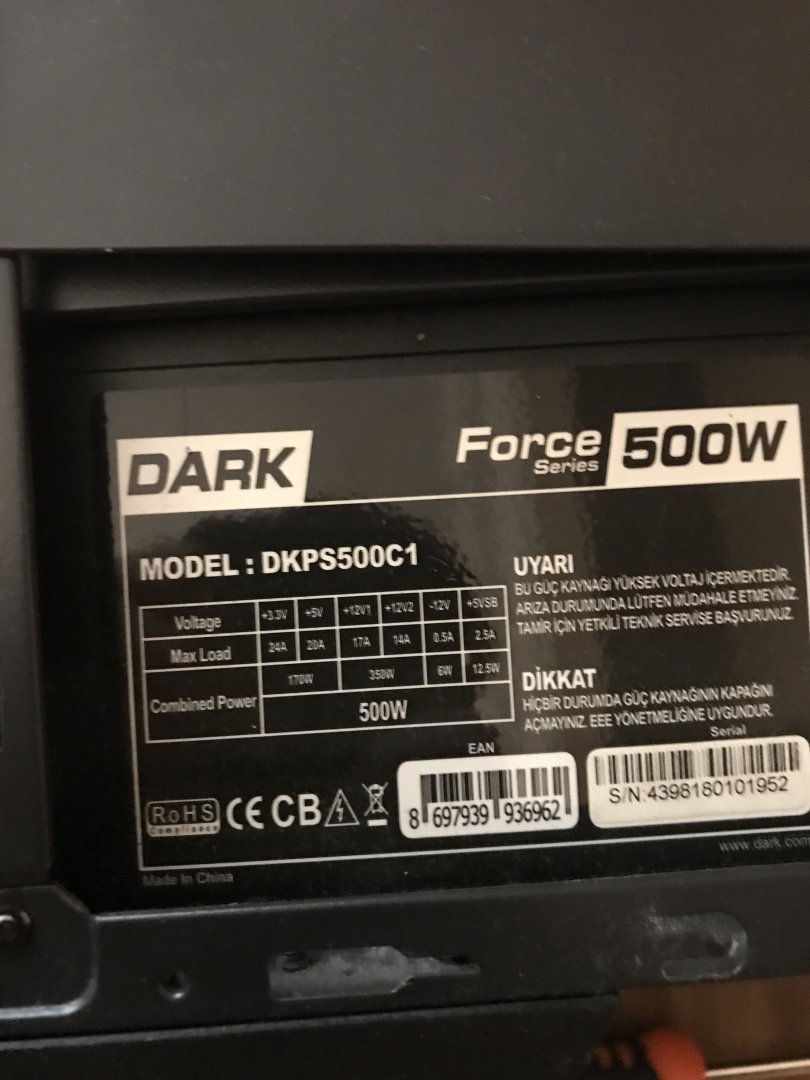 DARK
Force
Series
500W
MODEL : DKPS500C1
Voltage +3.3V +5V +12V1 +12V2 -12V +5VSB
Max Load 24A 20A 17A 14A 0.5A 2.5A
Combined Power 170W 350W 6W 12.5W
500W
UYARI
BU GÜÇ KAYNAĞI YÜKSEK VOLTAJ İÇERMEKTEDİR.
ARIZA DURUMUNDA LÜTFEN MÜDAHALE ETMEYİNİZ
TAMİR İÇİN YETKİLİ TEKNİK SERVİSE BAŞVURUNUZ.
DİKKAT
HİÇBİR DURUMDA GÜÇ KAYNAĞININ KAPAĞINI
AÇMAYINIZ. EEE YÖNETMELİĞİNE UYGUNDUR.
RoHS
Compliance
CE CB
EAN
8 697939 936962
Serial
S/N:4398180101952
www.dark.com
Made In China